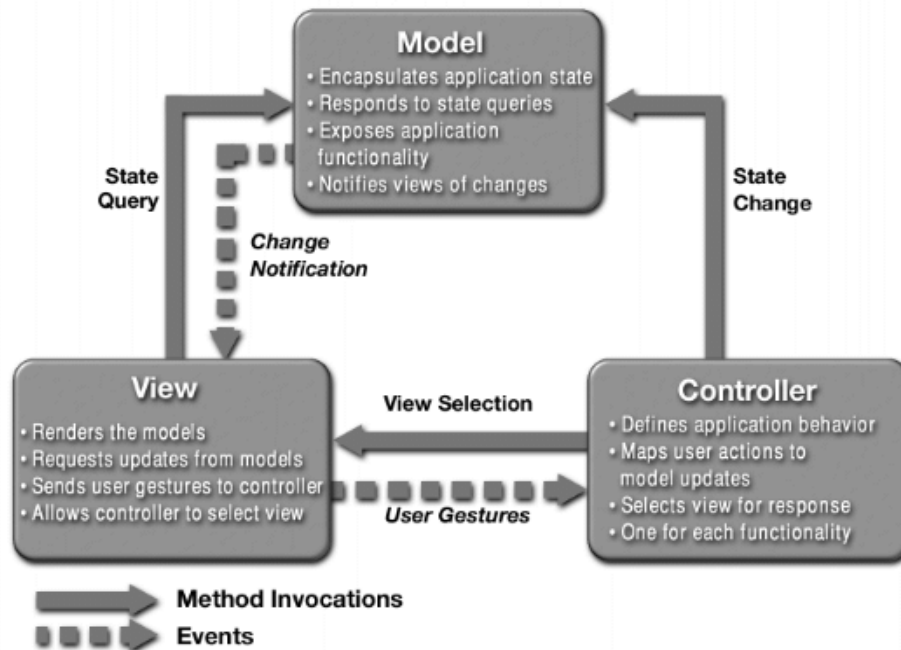 Model
• Encapsulates application state
• Responds to state queries
• Exposes application
functionality
• Notifies views of changes
State
Query
Change
Notification
State
Change
View
• Renders the models
• Requests updates from models
• Sends user gestures to controller
• Allows controller to select view
View Selection
User Gestures
Controller
• Defines application behavior
• Maps user actions to
model updates
• Selects view for response
• One for each functionality
Method Invocations
Events